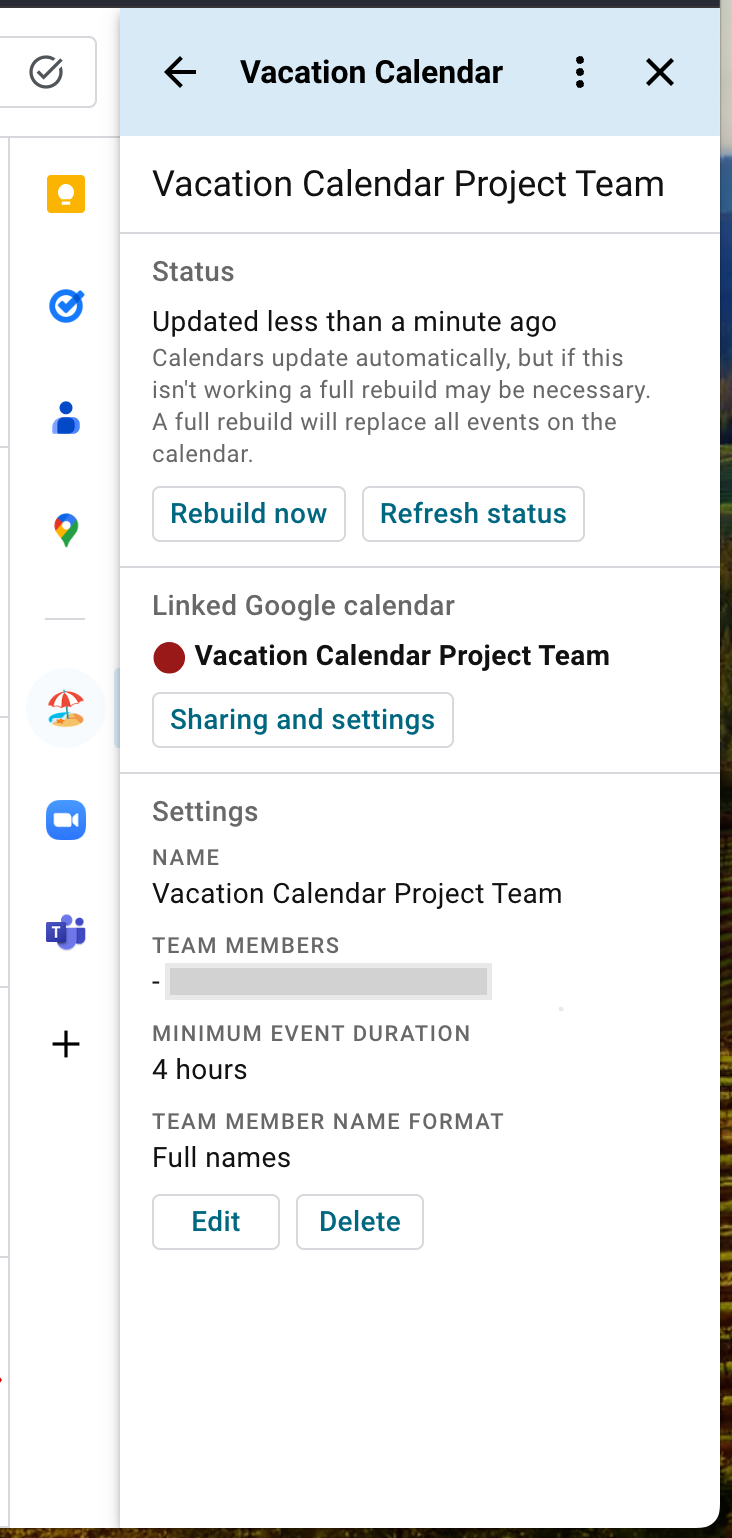 Vacation Calendar
Vacation Calendar Project Team
Status
Updated less than a minute ago
Calendars update automatically, but if this
isn't working a full rebuild may be necessary.
A full rebuild will replace all events on the
calendar.
Rebuild now Refresh status
Linked Google calendar
Vacation Calendar Project Team
Sharing and settings
Settings
NAME
Vacation Calendar Project Team
TEAM MEMBERS
-
T
MINIMUM EVENT DURATION
4 hours
TEAM MEMBER NAME FORMAT
Full names
Edit Delete